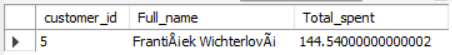 customer_id Full_name Total_spent
5 FrantiÅiek WichterlovÃi 144.54000000000002